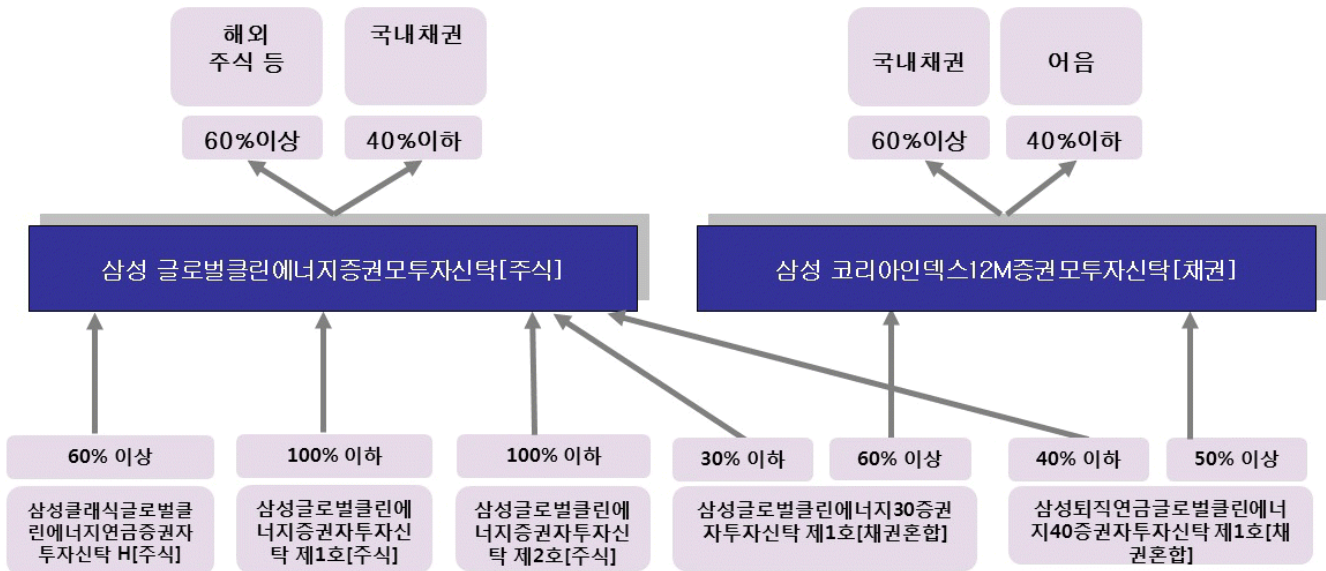 해외
주식 등
국내채권
국내채권
어음
60%이상
40%이하
60%이상
40%이하
삼성 글로벌클린에너지증권모투자신탁[주식]
삼성 코리아인덱스12M증권모투자신탁[채권]
60% 이상
100% 이하
100% 이하
30% 이하
60% 이상
40% 이하
50% 이상
삼성클래식글로벌클
린에너지연금증권자
투자신탁 H[주식]
삼성글로벌클린에
너지증권자투자신
탁 제1호[주식]
삼성글로벌클린에
너지증권자투자신
탁 제2호[주식]
삼성글로벌클린에너지30증권
자투자신탁 제1호[채권혼합]
삼성퇴직연금글로벌클린에너
지40증권자투자신탁 제1호[채
권혼합]